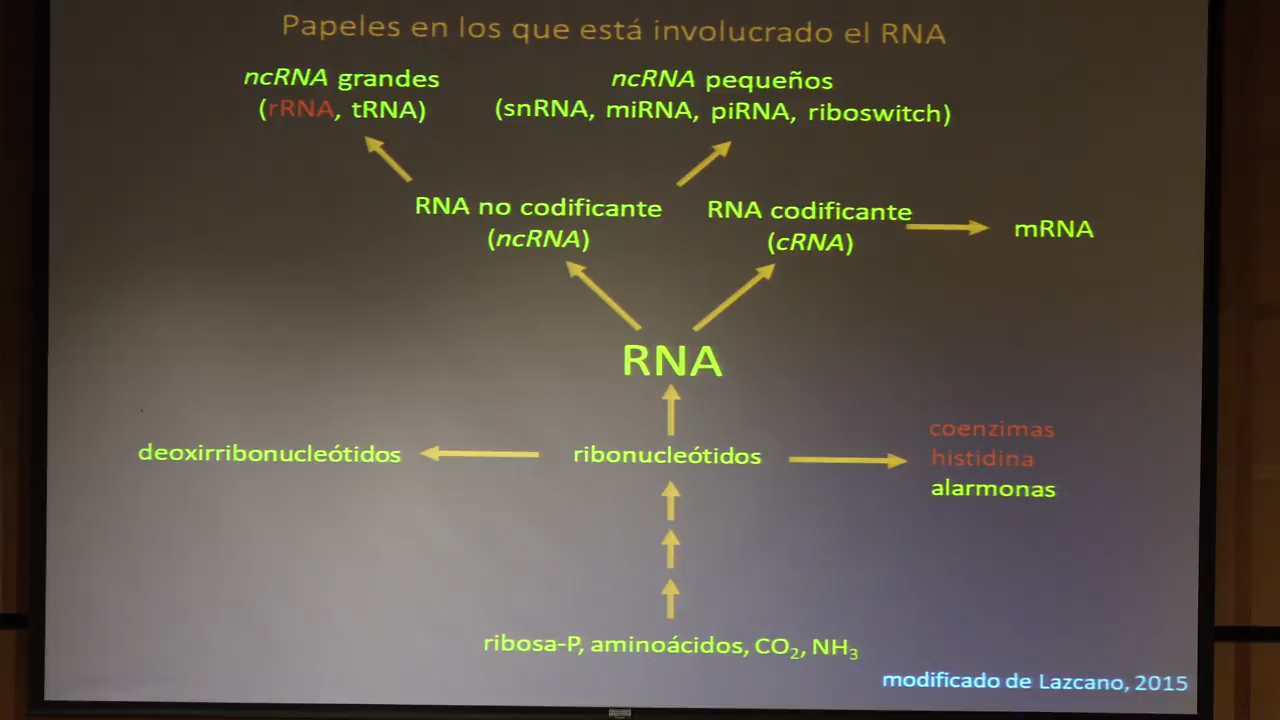 Papeles en los que está involucrado el RNA
ncRNA grandes
(rRNA, tRNA)
ncRNA pequeños
(snRNA, miRNA, piRNA, riboswitch)
RNA no codificante
(ncRNA)
RNA codificante
(cRNA)
mRNA
RNA
deoxirribonucleótidos
ribonucleótidos
coenzimas
histidina
alarmonas
ribosa-P, aminoácidos, CO₂, NH₃
modificado de Lazcano, 2015